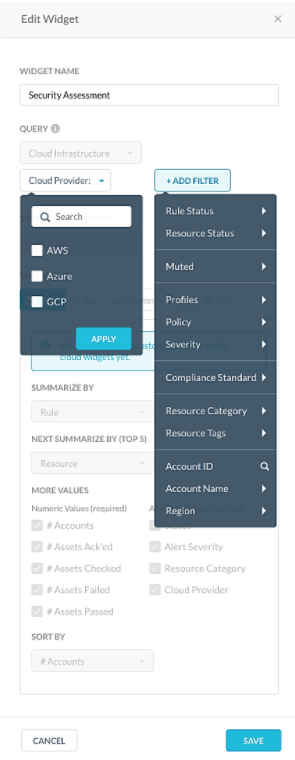 Edit Widget
WIDGET NAME
Security Assessment
QUERY
Cloud Infrastructure
Cloud Provider:
+ ADD FILTER
Search
AWS
Azure
GCP
APPLY
Rule Status
Resource Status
Muted
Profiles
Policy
Severity
Compliance Standard
Resource Category
Resource Tags
Account ID
Account Name
Region
cloud widgets yet.
SUMMARIZE BY
Rule
NEXT SUMMARIZE BY (TOP 5)
Resource
MORE VALUES
Numeric Values (required)
# Accounts
Status
# Assets Ack'ed
Alert Severity
# Assets Checked
Resource Category
# Assets Failed
Cloud Provider
# Assets Passed
SORT BY
# Accounts
CANCEL
SAVE